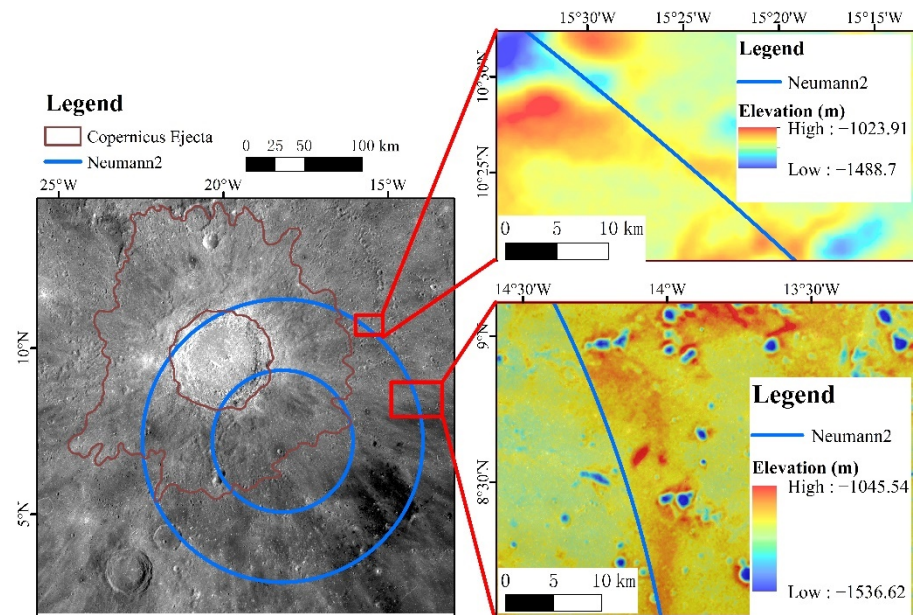 Legend
Copernicus Ejecta
Neumann2
0 25 50 100 km
25°W 20°W 15°W
10°N
5°N
15°30'W 15°25'W 15°20'W 15°15'W
10°30'N
10°25'N
Legend
Neumann2
Elevation (m)
High : −1023.91
Low : −1488.7
0 5 10 km
14°30'W 14°W 13°30'W
9°N
8°30'N
Legend
Neumann2
Elevation (m)
High : −1045.54
Low : −1536.62
0 5 10 km